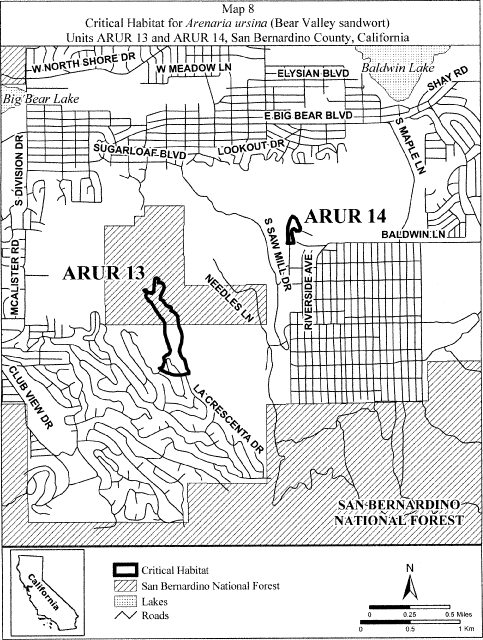 Map 8
Critical Habitat for Arenaria ursina (Bear Valley sandwort)
Units ARUR 13 and ARUR 14, San Bernardino County, California
W NORTH SHORE DR
W MEADOW LN
ELYSIAN BLVD
Baldwin Lake
SHAY RD
Big Bear Lake
E BIG BEAR BLVD
S DIVISION DR
SUGARLOAF BLVD
LOOKOUT DR
S MAPLE LN
ARUR 14
S SAW MILL DR
BALDWIN LN
MCALISTER RD
ARUR 13
NEEDLES LN
RIVERSIDE AVE
CLUB VIEW DR
LA CRESCENTA DR
SAN BERNARDINO
NATIONAL FOREST
California
Critical Habitat
San Bernardino National Forest
Lakes
Roads
N
0 0.25 0.5 Miles
0 0.5 1 Km